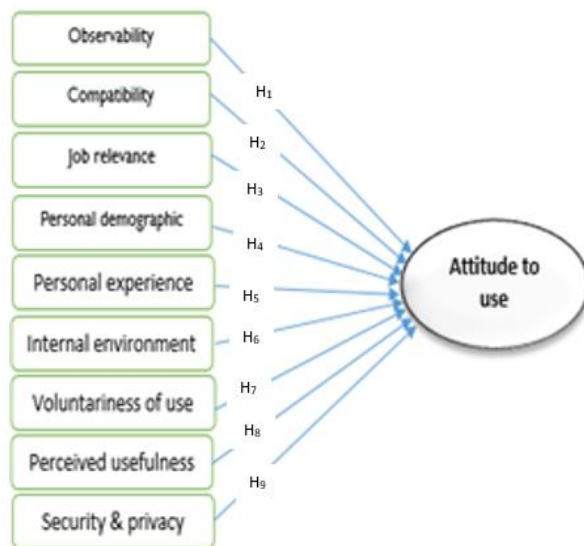 Observability
Compatibility
Job relevance
Personal demographic
Personal experience
Internal environment
Voluntariness of use
Perceived usefulness
Security & privacy
H₁
H₂
H₃
H₄
H₅
H₆
H₇
H₈
H₉
Attitude to
use